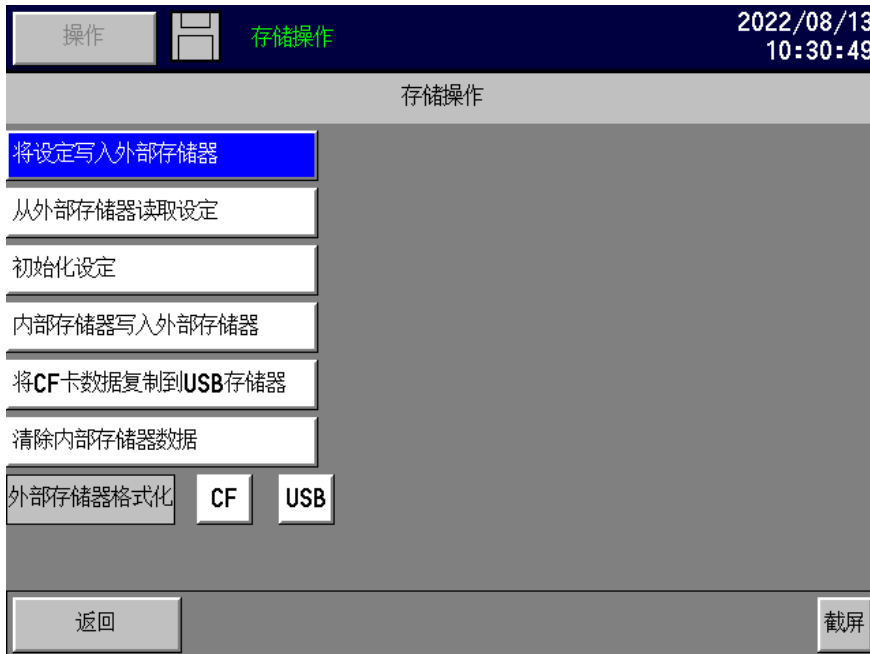 操作
存储操作
2022/08/13
10:30:49
存储操作
将设定写入外部存储器
从外部存储器读取设定
初始化设定
内部存储器写入外部存储器
将CF卡数据复制到USB存储器
清除内部存储器数据
外部存储器格式化 CF USB
返回
截屏